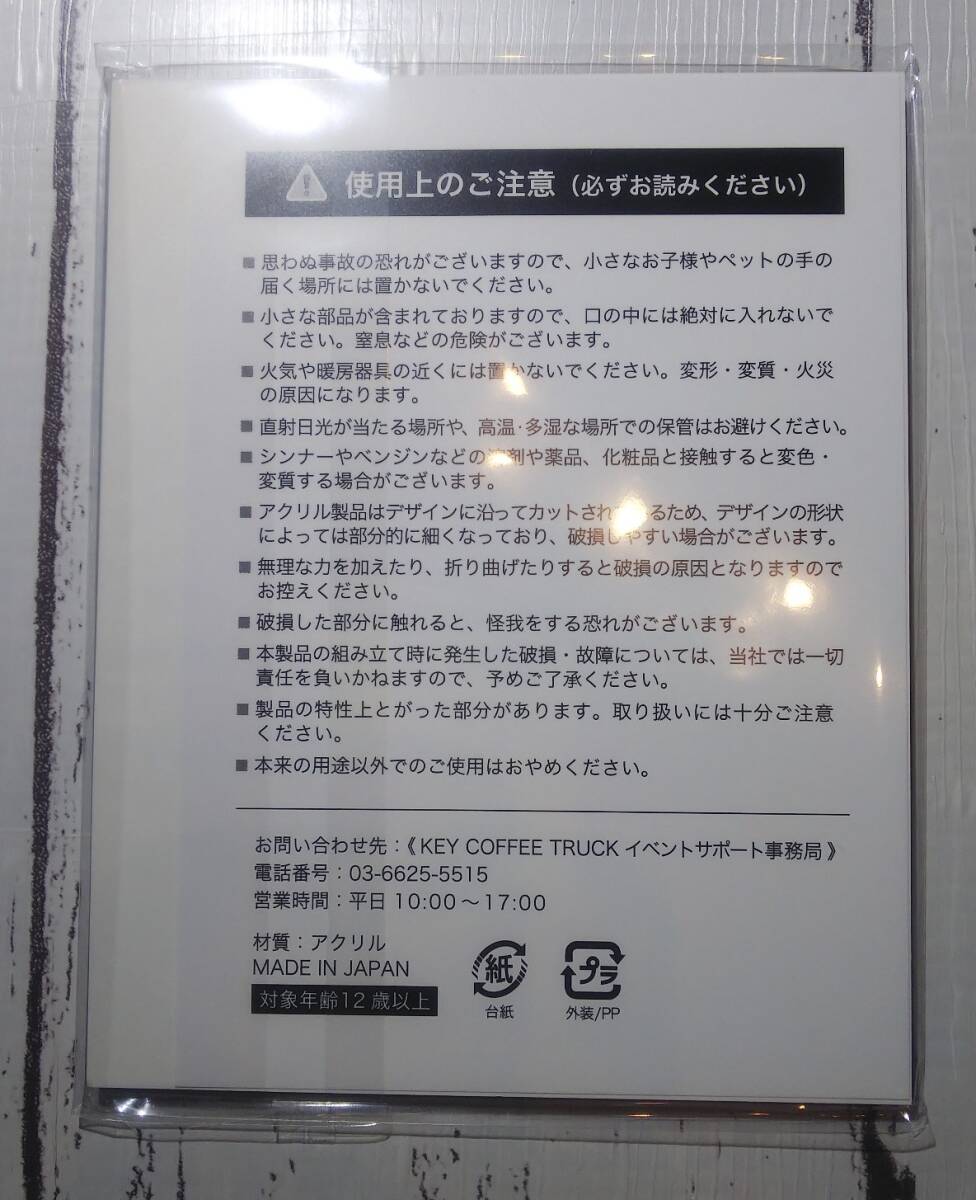 使用上のご注意（必ずお読みください）
■ 思わぬ事故の恐れがございますので、小さなお子様やペットの手の
届く場所には置かないでください。
■ 小さな部品が含まれておりますので、口の中には絶対に入れないで
ください。窒息などの危険がございます。
■ 火気や暖房器具の近くには置かないでください。変形・変質・火災
の原因になります。
■ 直射日光が当たる場所や、高温・多湿な場所での保管はお避けください。
■ シンナーやベンジンなどの溶剤や薬品、化粧品と接触すると変色・
変質する場合がございます。
■ アクリル製品はデザインに沿ってカットされているため、デザインの形状
によっては部分的に細くなっており、破損しやすい場合がございます。
■ 無理な力を加えたり、折り曲げたりすると破損の原因となりますので
お控えください。
■ 破損した部分に触れると、怪我をする恐れがございます。
■ 本製品の組み立て時に発生した破損・故障については、当社では一切
責任を負いかねますので、予めご了承ください。
■ 製品の特性上とがった部分があります。取り扱いには十分ご注意
ください。
■ 本来の用途以外でのご使用はおやめください。
お問い合わせ先：《 KEY COFFEE TRUCK イベントサポート事務局 》
電話番号：03-6625-5515
営業時間：平日 10:00～17:00
材質：アクリル
MADE IN JAPAN
対象年齢12歳以上
紙
台紙
プラ
外装/PP